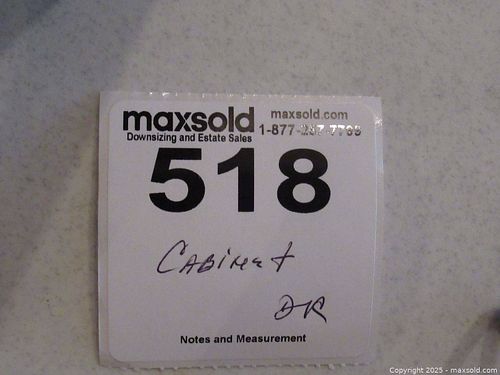 maxsold
maxsold.com
Downsizing and Estate Sales
518
Cabinet
DR
Notes and Measurement
Copyright 2025 - maxsold.com